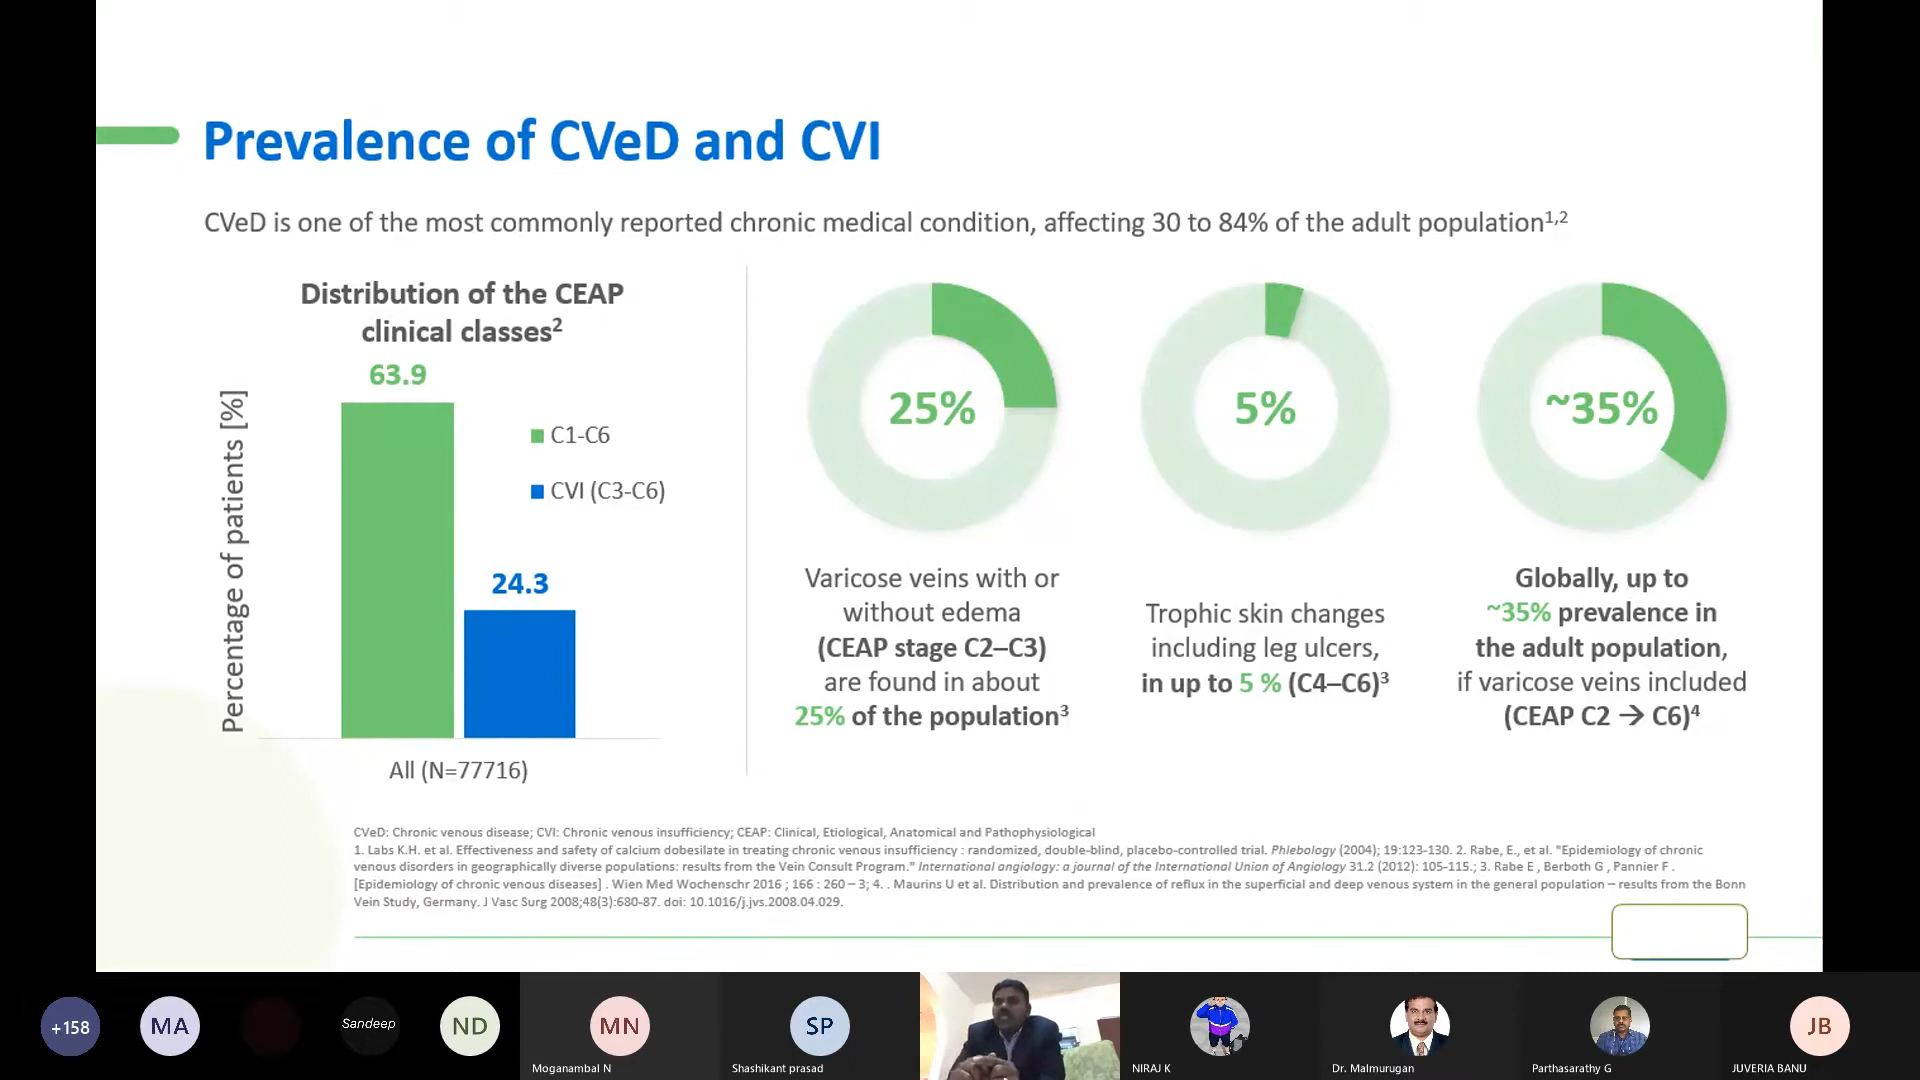 Prevalence of CVeD and CVI
CVeD is one of the most commonly reported chronic medical condition, affecting 30 to 84% of the adult population1,2
Distribution of the CEAP
clinical classes2
63.9
24.3
Percentage of patients [%]
C1-C6
CVI (C3-C6)
All (N=77716)
25%
Varicose veins with or
without edema
(CEAP stage C2–C3)
are found in about
25% of the population3
5%
Trophic skin changes
including leg ulcers,
in up to 5 % (C4–C6)3
~35%
Globally, up to
~35% prevalence in
the adult population,
if varicose veins included
(CEAP C2 → C6)4
CVeD: Chronic venous disease; CVI: Chronic venous insufficiency; CEAP: Clinical, Etiological, Anatomical and Pathophysiological
1. Labs K.H. et al. Effectiveness and safety of calcium dobesilate in treating chronic venous insufficiency : randomized, double-blind, placebo-controlled trial. Phlebology (2004); 19:123-130. 2. Rabe, E., et al. "Epidemiology of chronic
venous disorders in geographically diverse populations: results from the Vein Consult Program." International angiology: a journal of the International Union of Angiology 31.2 (2012): 105-115.; 3. Rabe E , Berboth G , Pannier F .
[Epidemiology of chronic venous diseases] . Wien Med Wochenschr 2016 ; 166 : 260 – 3; 4. . Maurins U et al. Distribution and prevalence of reflux in the superficial and deep venous system in the general population – results from the Bonn
Vein Study, Germany. J Vasc Surg 2008;48(3):680-87. doi: 10.1016/j.jvs.2008.04.029.
+158
MA
Sandeep
ND
MN
Moganambal N
SP
Shashikant prasad
NIRAJ K
Dr. Malmurugan
Parthasarathy G
JB
JUVERIA BANU